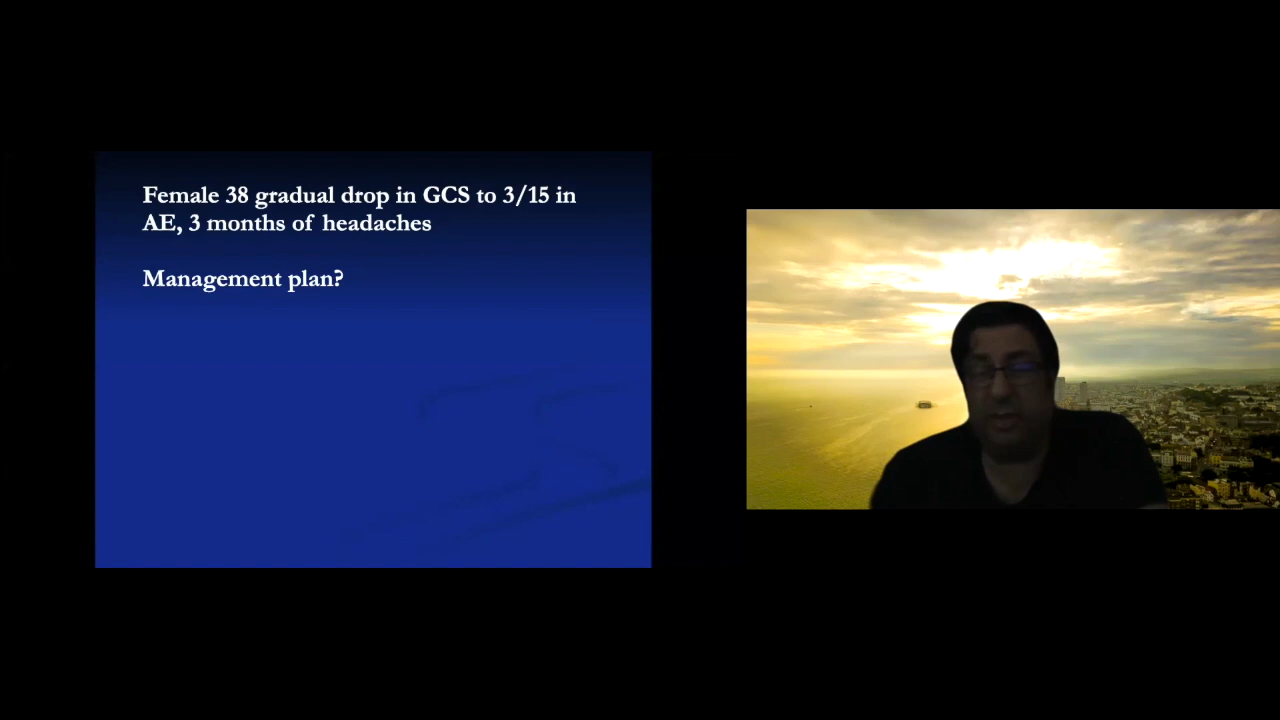 Female 38 gradual drop in GCS to 3/15 in
AE, 3 months of headaches
Management plan?